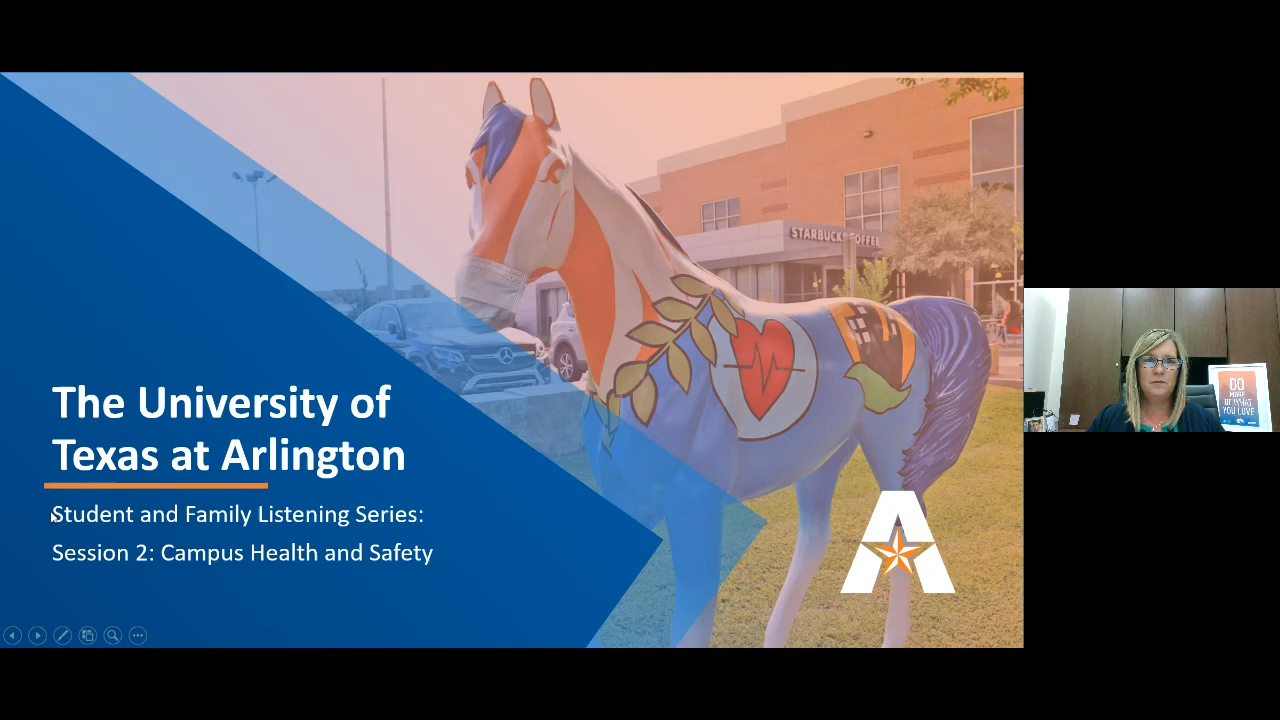 The University of
Texas at Arlington
Student and Family Listening Series:
Session 2: Campus Health and Safety
STARBUCKS COFFEE
A
DO
MORE
OF WHAT
YOU LOVE